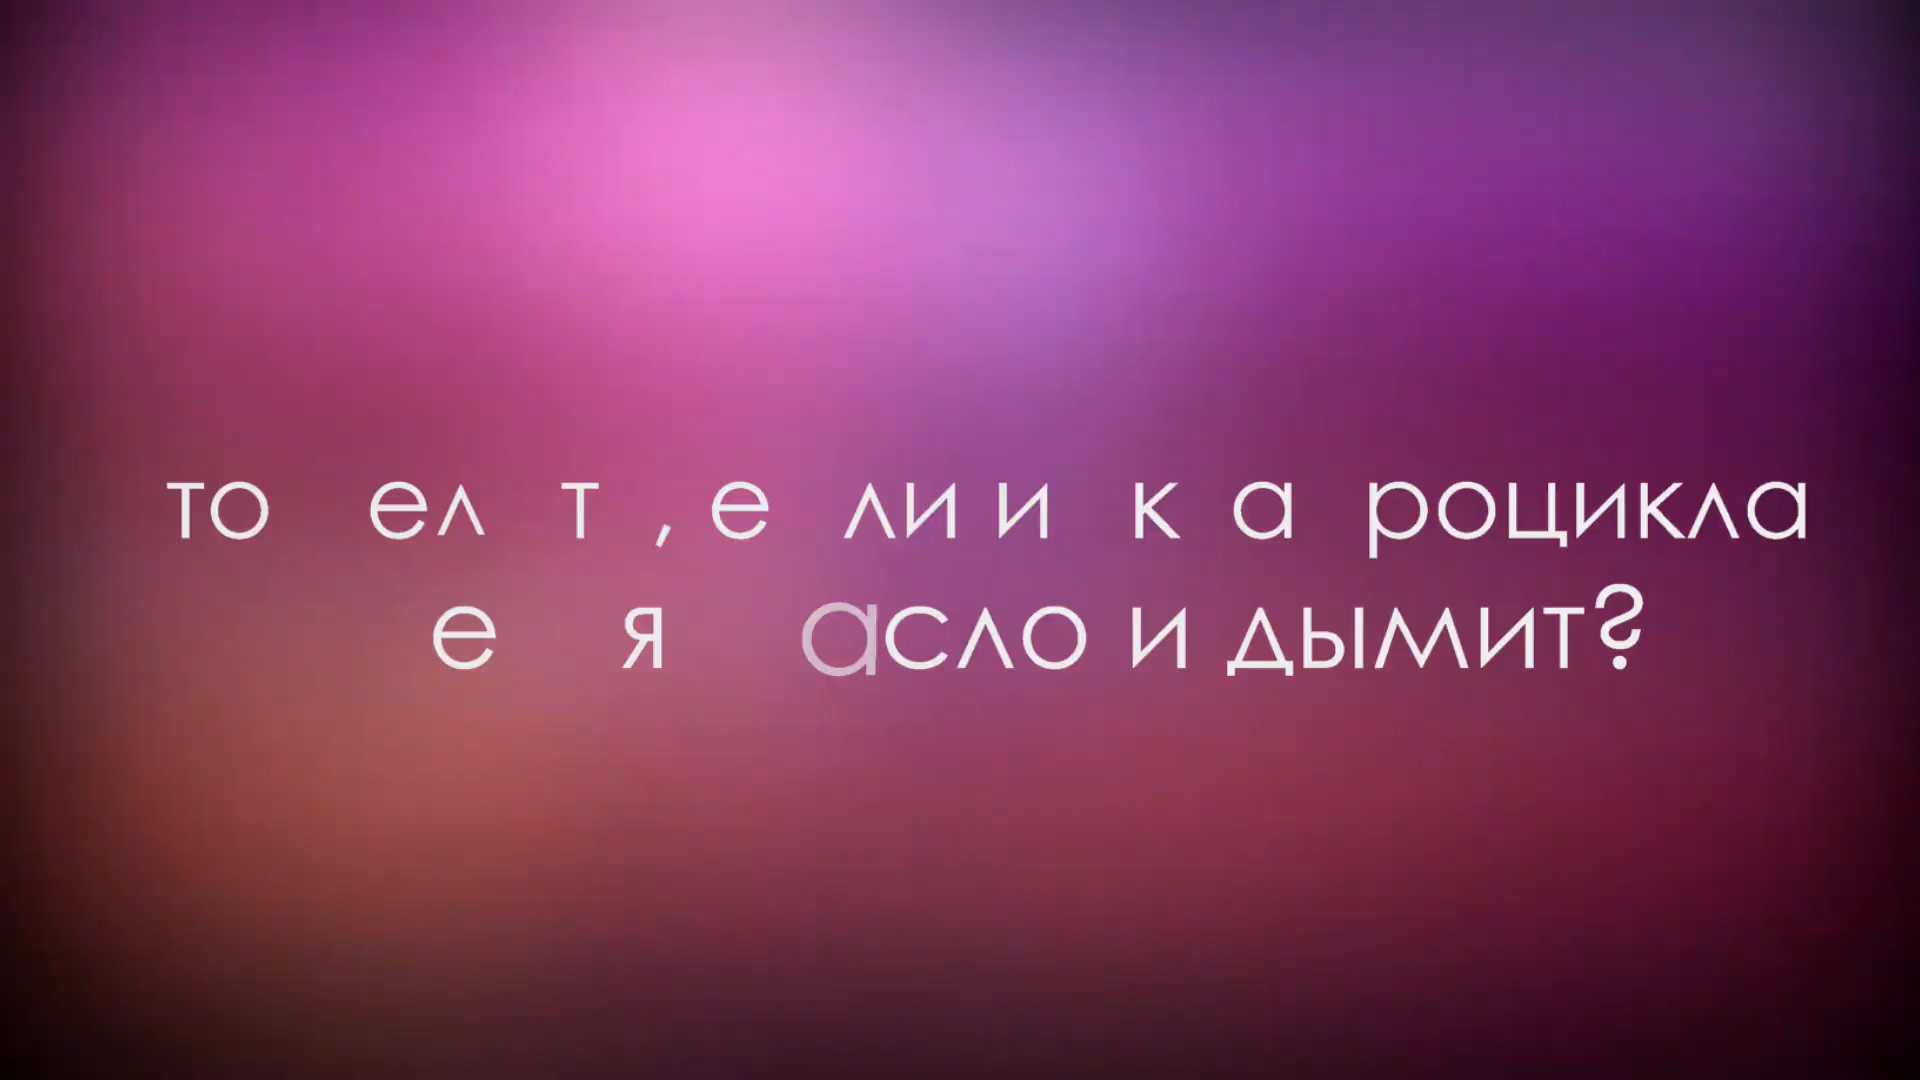 то ел т , е ли и к а роцикла
е я асло и дымит?